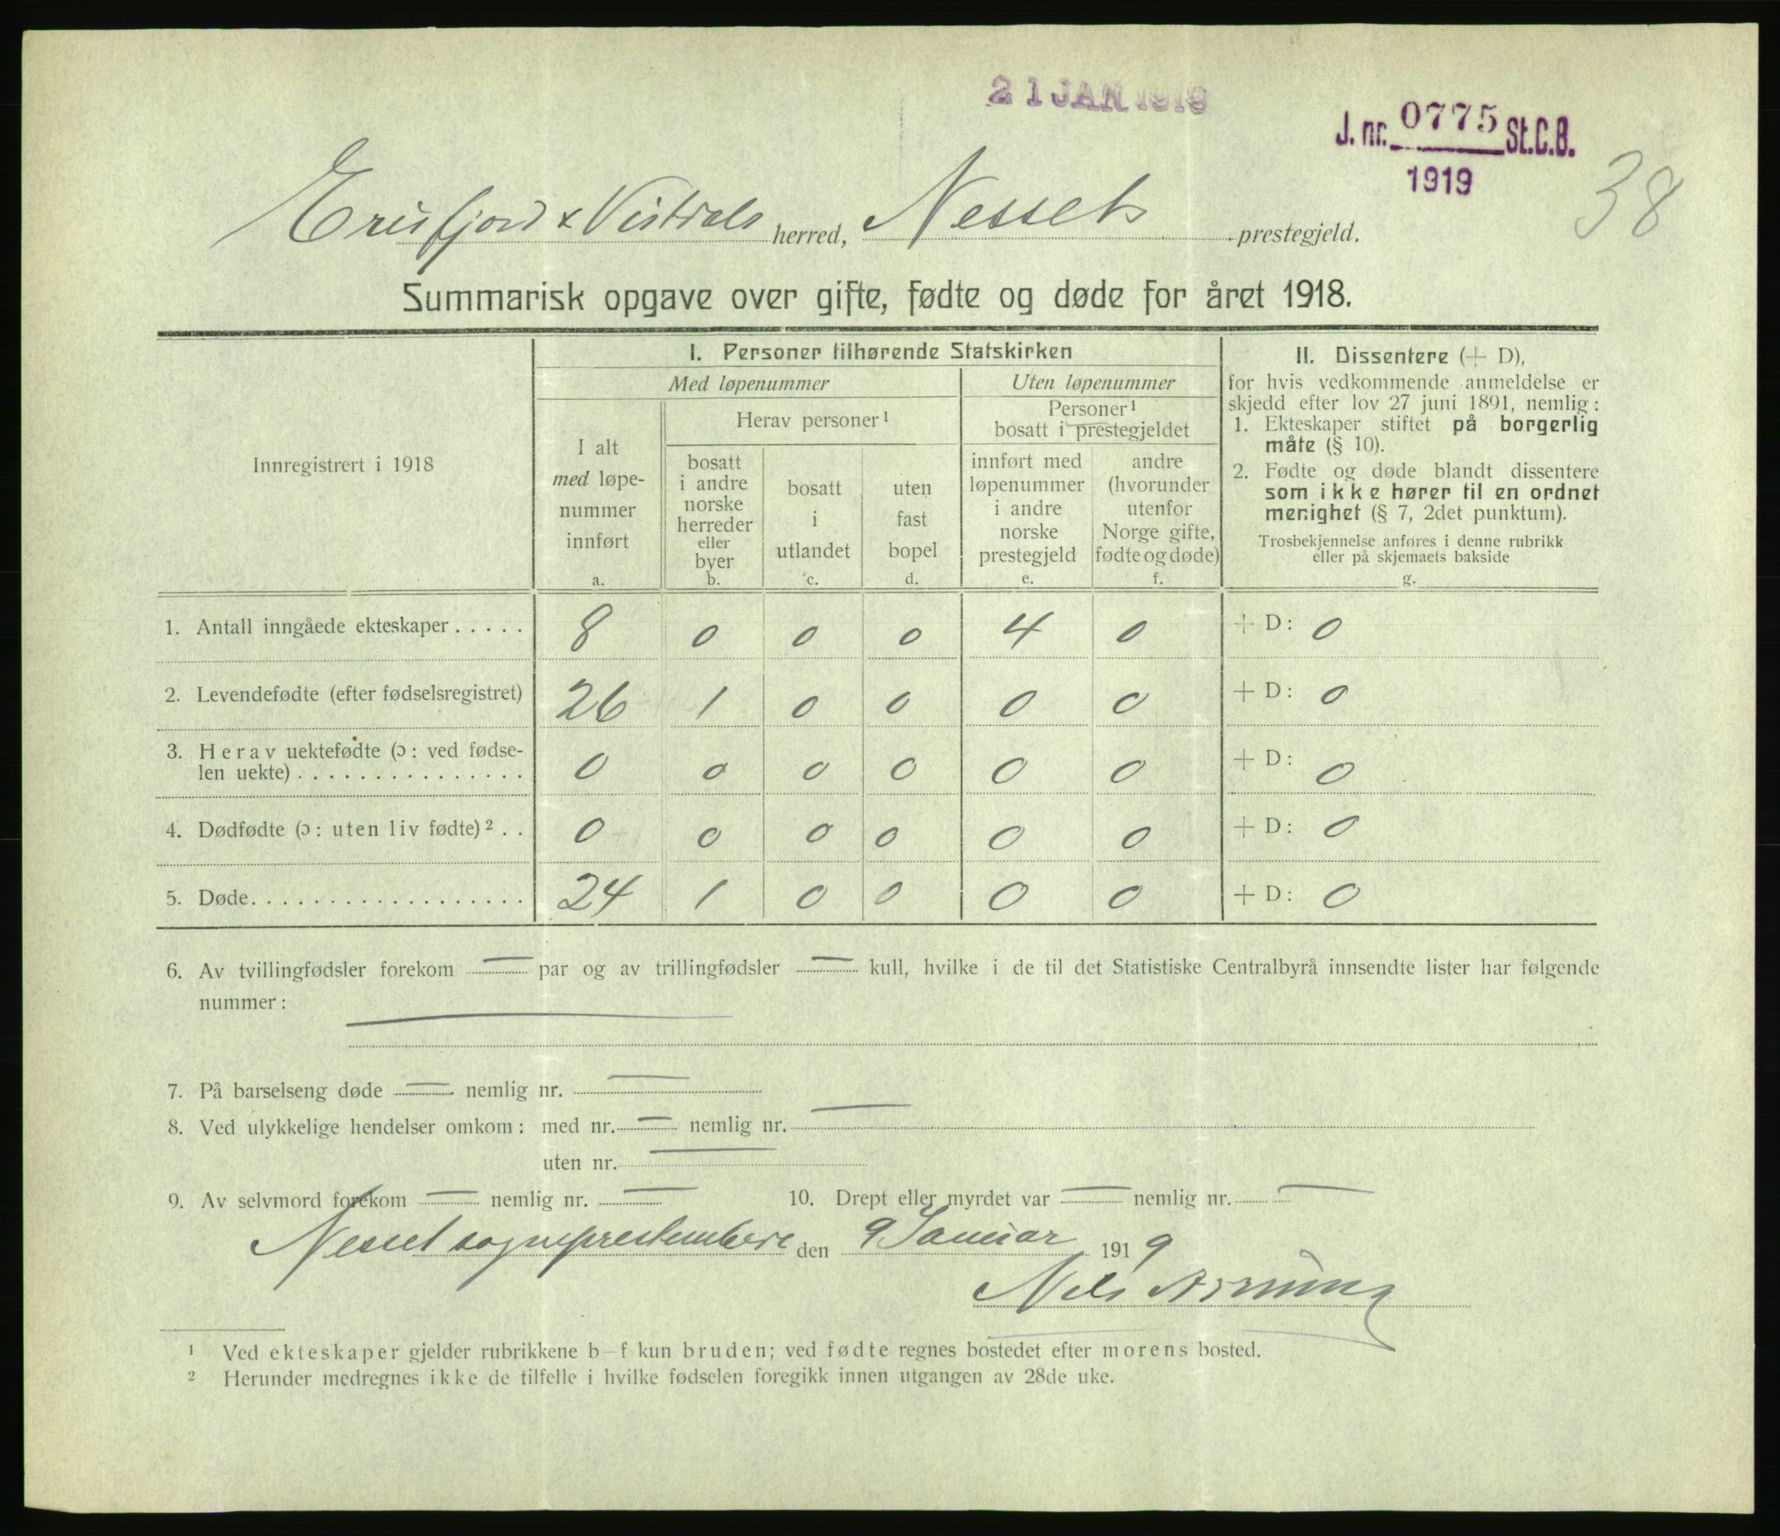 21 JAN 1919
J. nr. 0775 St.C.B.
1919
38
Erisfjord & Vistdals herred, Nessets prestegjeld.
Summarisk opgave over gifte, fødte og døde for året 1918.
Innregistrert i 1918
I. Personer tilhørende Statskirken
Med løpenummer
Uten løpenummer
I alt
med løpe-
nummer
innført
a.
Herav personer ¹
bosatt
i andre
norske
herreder
eller
byer
b.
bosatt
i
utlandet
c.
uten
fast
bopel
d.
Personer ¹
bosatt i prestegjeldet
innført med
løpenummer
i andre
norske
prestegjeld
e.
andre
(hvorunder
utenfor
Norge gifte,
fødte og døde)
f.
II. Dissentere (+ D),
for hvis vedkommende anmeldelse er
skjedd efter lov 27 juni 1891, nemlig:
1. Ekteskaper stiftet på borgerlig
måte (§ 10).
2. Fødte og døde blandt dissentere
som ikke hører til en ordnet
menighet (§ 7, 2det punktum).
Trosbekjennelse anføres i denne rubrikk
eller på skjemaets bakside
g.
1. Antall inngåede ekteskaper . . . . . 8 0 0 0 4 0 + D: 0
2. Levendefødte (efter fødselsregistret) 26 1 0 0 0 0 + D: 0
3. Herav uektefødte (ɔ: ved fødse-
len uekte) . . . . . . . . . . . . . . . 0 0 0 0 0 0 + D: 0
4. Dødfødte (ɔ: uten liv fødte) ² . . 0 0 0 0 0 0 + D: 0
5. Døde. . . . . . . . . . . . . . . . . . 24 1 0 0 0 0 + D: 0
6. Av tvillingfødsler forekom — par og av trillingfødsler — kull, hvilke i de til det Statistiske Centralbyrå innsendte lister har følgende
nummer: —
7. På barselseng døde — nemlig nr. —
8. Ved ulykkelige hendelser omkom: med nr. — nemlig nr. —
uten nr. —
9. Av selvmord forekom — nemlig nr. — 10. Drept eller myrdet var — nemlig nr. —
Nesset sogneprestembede den 9 Januar 1919
Nils
¹ Ved ekteskaper gjelder rubrikkene b—f kun bruden; ved fødte regnes bostedet efter morens bosted.
² Herunder medregnes ikke de tilfelle i hvilke fødselen foregikk innen utgangen av 28de uke.